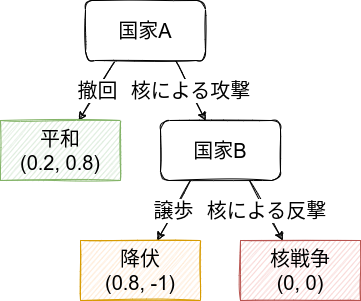 国家A
撤回 核による攻撃
平和
(0.2, 0.8)
国家B
譲歩 核による反撃
降伏
(0.8, -1)
核戦争
(0, 0)